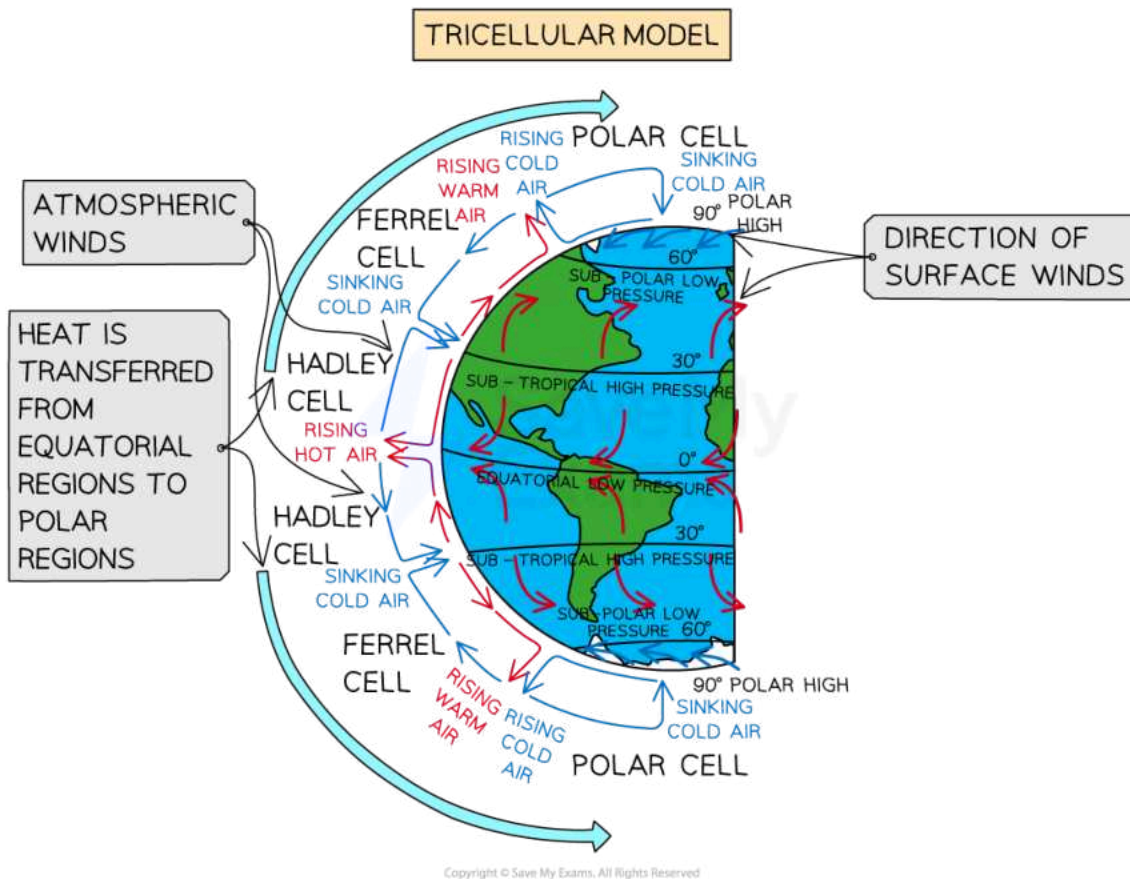 TRICELLULAR MODEL
POLAR CELL
RISING
COLD
AIR
RISING
WARM
AIR
SINKING
COLD AIR
90° POLAR
HIGH
ATMOSPHERIC
WINDS
FERREL
CELL
DIRECTION OF
SURFACE WINDS
60°
SUB - POLAR LOW
PRESSURE
SINKING
COLD AIR
HEAT IS
TRANSFERRED
FROM
EQUATORIAL
REGIONS TO
POLAR
REGIONS
HADLEY
CELL
30°
SUB - TROPICAL HIGH PRESSURE
RISING
HOT AIR
0°
EQUATORIAL LOW PRESSURE
HADLEY
CELL
30°
SUB - TROPICAL HIGH PRESSURE
SINKING
COLD AIR
SUB-POLAR LOW
PRESSURE 60°
FERREL
CELL
RISING
WARM
AIR
RISING
COLD
AIR
90° POLAR HIGH
SINKING
COLD AIR
POLAR CELL
Copyright © Save My Exams. All Rights Reserved